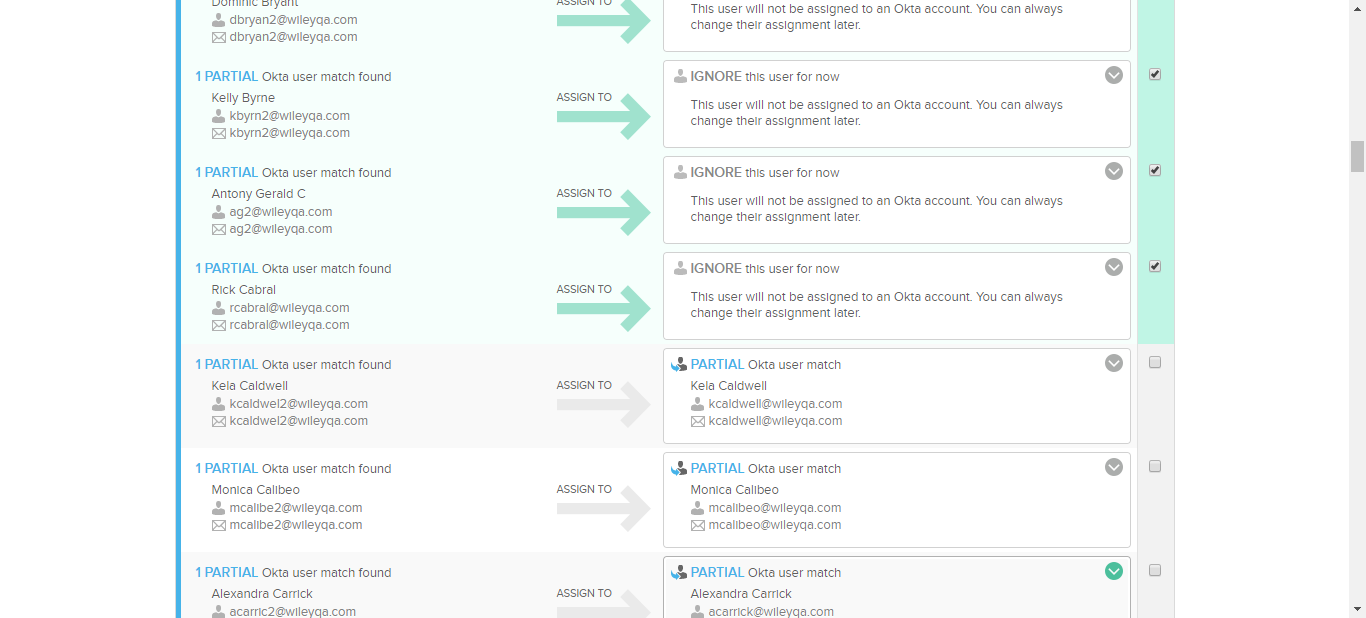 Dominic Bryant
dbryan2@wileyqa.com
dbryan2@wileyqa.com
ASSIGN TO
This user will not be assigned to an Okta account. You can always
change their assignment later.
1 PARTIAL Okta user match found
Kelly Byrne
kbyrn2@wileyqa.com
kbyrn2@wileyqa.com
ASSIGN TO
IGNORE this user for now
This user will not be assigned to an Okta account. You can always
change their assignment later.
1 PARTIAL Okta user match found
Antony Gerald C
ag2@wileyqa.com
ag2@wileyqa.com
ASSIGN TO
IGNORE this user for now
This user will not be assigned to an Okta account. You can always
change their assignment later.
1 PARTIAL Okta user match found
Rick Cabral
rcabral@wileyqa.com
rcabral@wileyqa.com
ASSIGN TO
IGNORE this user for now
This user will not be assigned to an Okta account. You can always
change their assignment later.
1 PARTIAL Okta user match found
Kela Caldwell
kcaldwel2@wileyqa.com
kcaldwel2@wileyqa.com
ASSIGN TO
PARTIAL Okta user match
Kela Caldwell
kcaldwell@wileyqa.com
kcaldwell@wileyqa.com
1 PARTIAL Okta user match found
Monica Calibeo
mcalibe2@wileyqa.com
mcalibe2@wileyqa.com
ASSIGN TO
PARTIAL Okta user match
Monica Calibeo
mcalibeo@wileyqa.com
mcalibeo@wileyqa.com
1 PARTIAL Okta user match found
Alexandra Carrick
acarric2@wileyqa.com
ASSIGN TO
PARTIAL Okta user match
Alexandra Carrick
acarrick@wileyqa.com